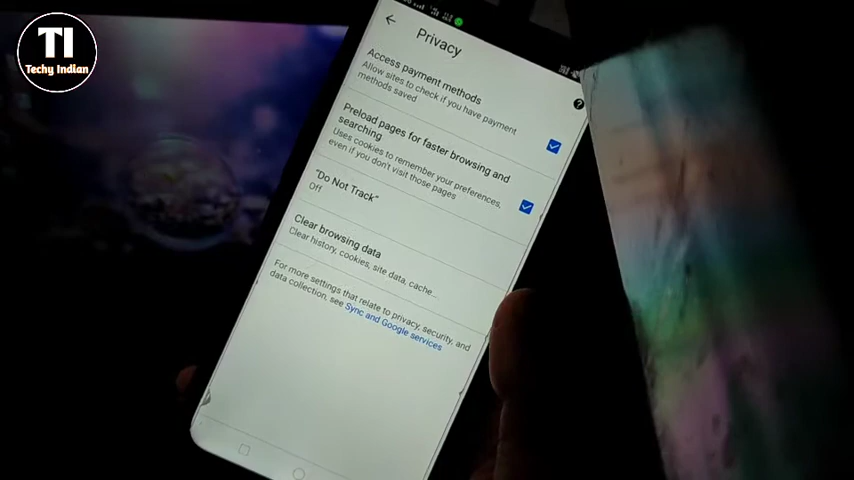 TI
Techy Indian
Privacy
Access payment methods
Allow sites to check if you have payment
methods saved
Preload pages for faster browsing and
searching
Uses cookies to remember your preferences,
even if you don't visit those pages
"Do Not Track"
Off
Clear browsing data
Clear history, cookies, site data, cache...
For more settings that relate to privacy, security, and
data collection, see Sync and Google services